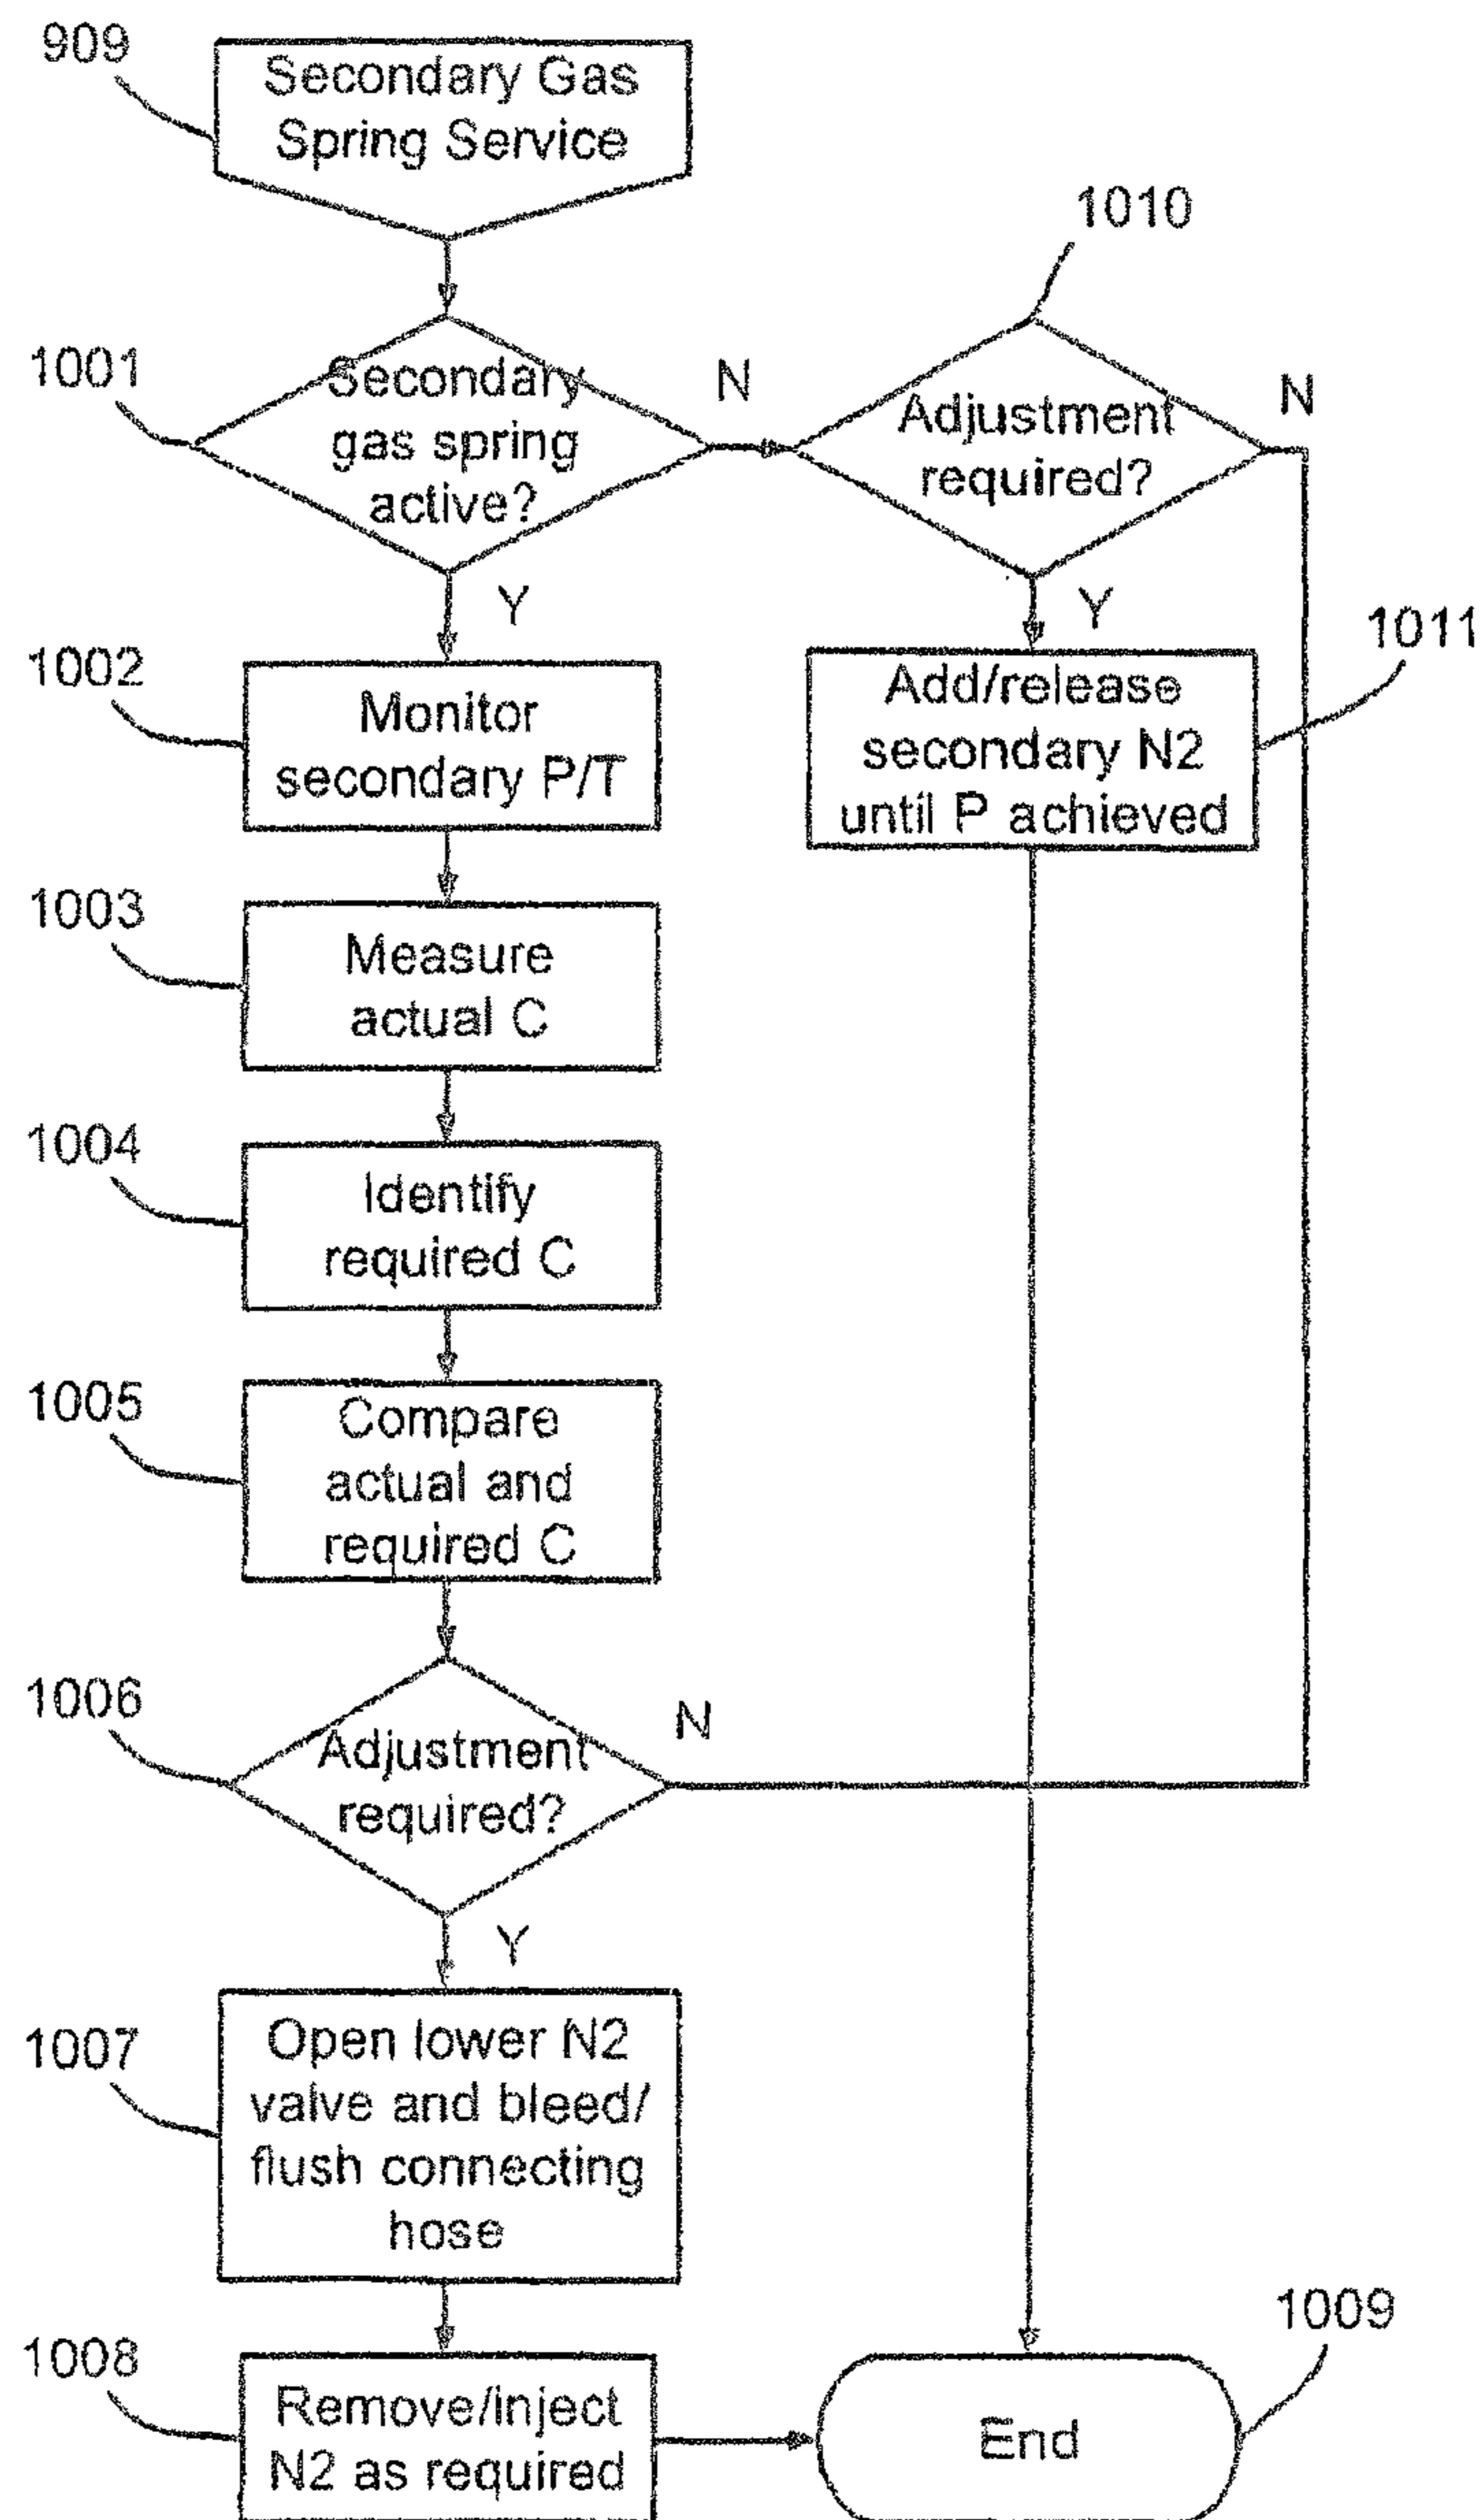 909
Secondary Gas
Spring Service
1010
1001
Secondary
gas spring
active?
N
Adjustment
required?
N
Y
Y
1002
Monitor
secondary P/T
1011
Add/release
secondary N2
until P achieved
1003
Measure
actual C
1004
Identify
required C
1005
Compare
actual and
required C
1006
Adjustment
required?
N
Y
1007
Open lower N2
valve and bleed/
flush connecting
hose
1008
Remove/inject
N2 as required
1009
End